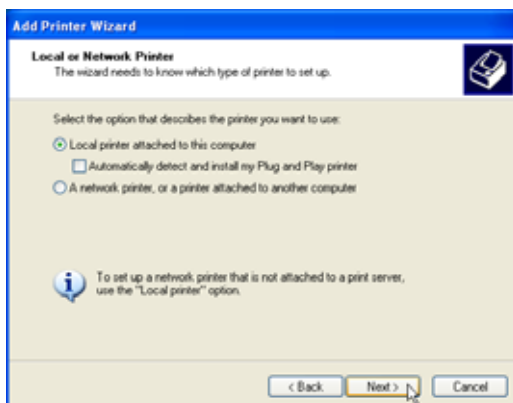 Add Printer Wizard
Local or Network Printer
The wizard needs to know which type of printer to set up.
Select the option that describes the printer you want to use:
Local printer attached to this computer
Automatically detect and install my Plug and Play printer
A network printer, or a printer attached to another computer
To set up a network printer that is not attached to a print server,
use the "Local printer" option.
< Back Next > Cancel